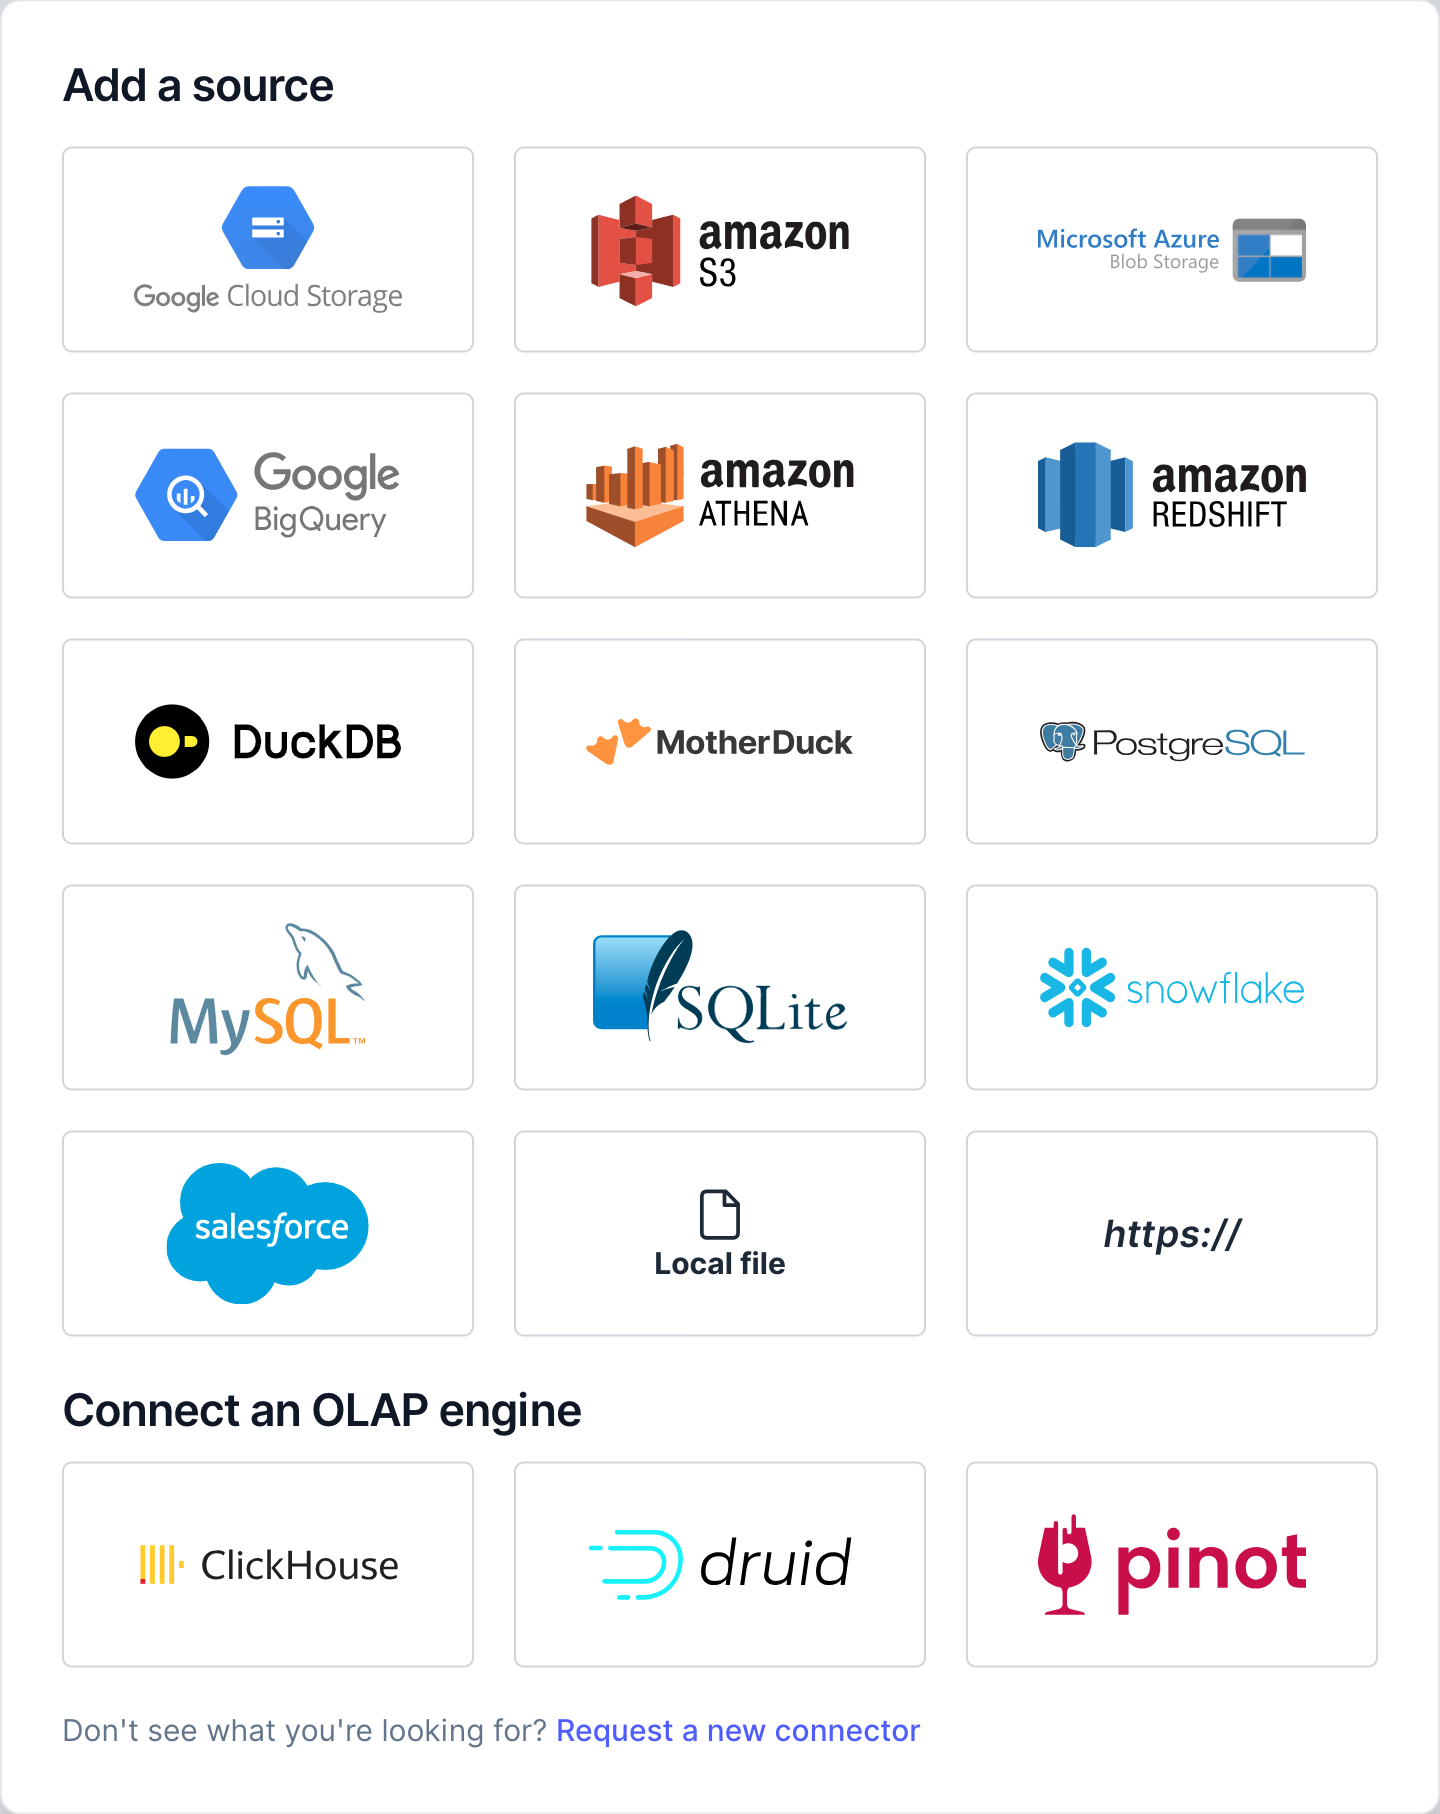 Add a source
Google Cloud Storage
amazon
S3
Microsoft Azure
Blob Storage
Google
BigQuery
amazon
ATHENA
amazon
REDSHIFT
DuckDB
MotherDuck
PostgreSQL
MySQL™
SQLite
snowflake
salesforce
Local file
https://
Connect an OLAP engine
ClickHouse
druid
pinot
Don't see what you're looking for? Request a new connector